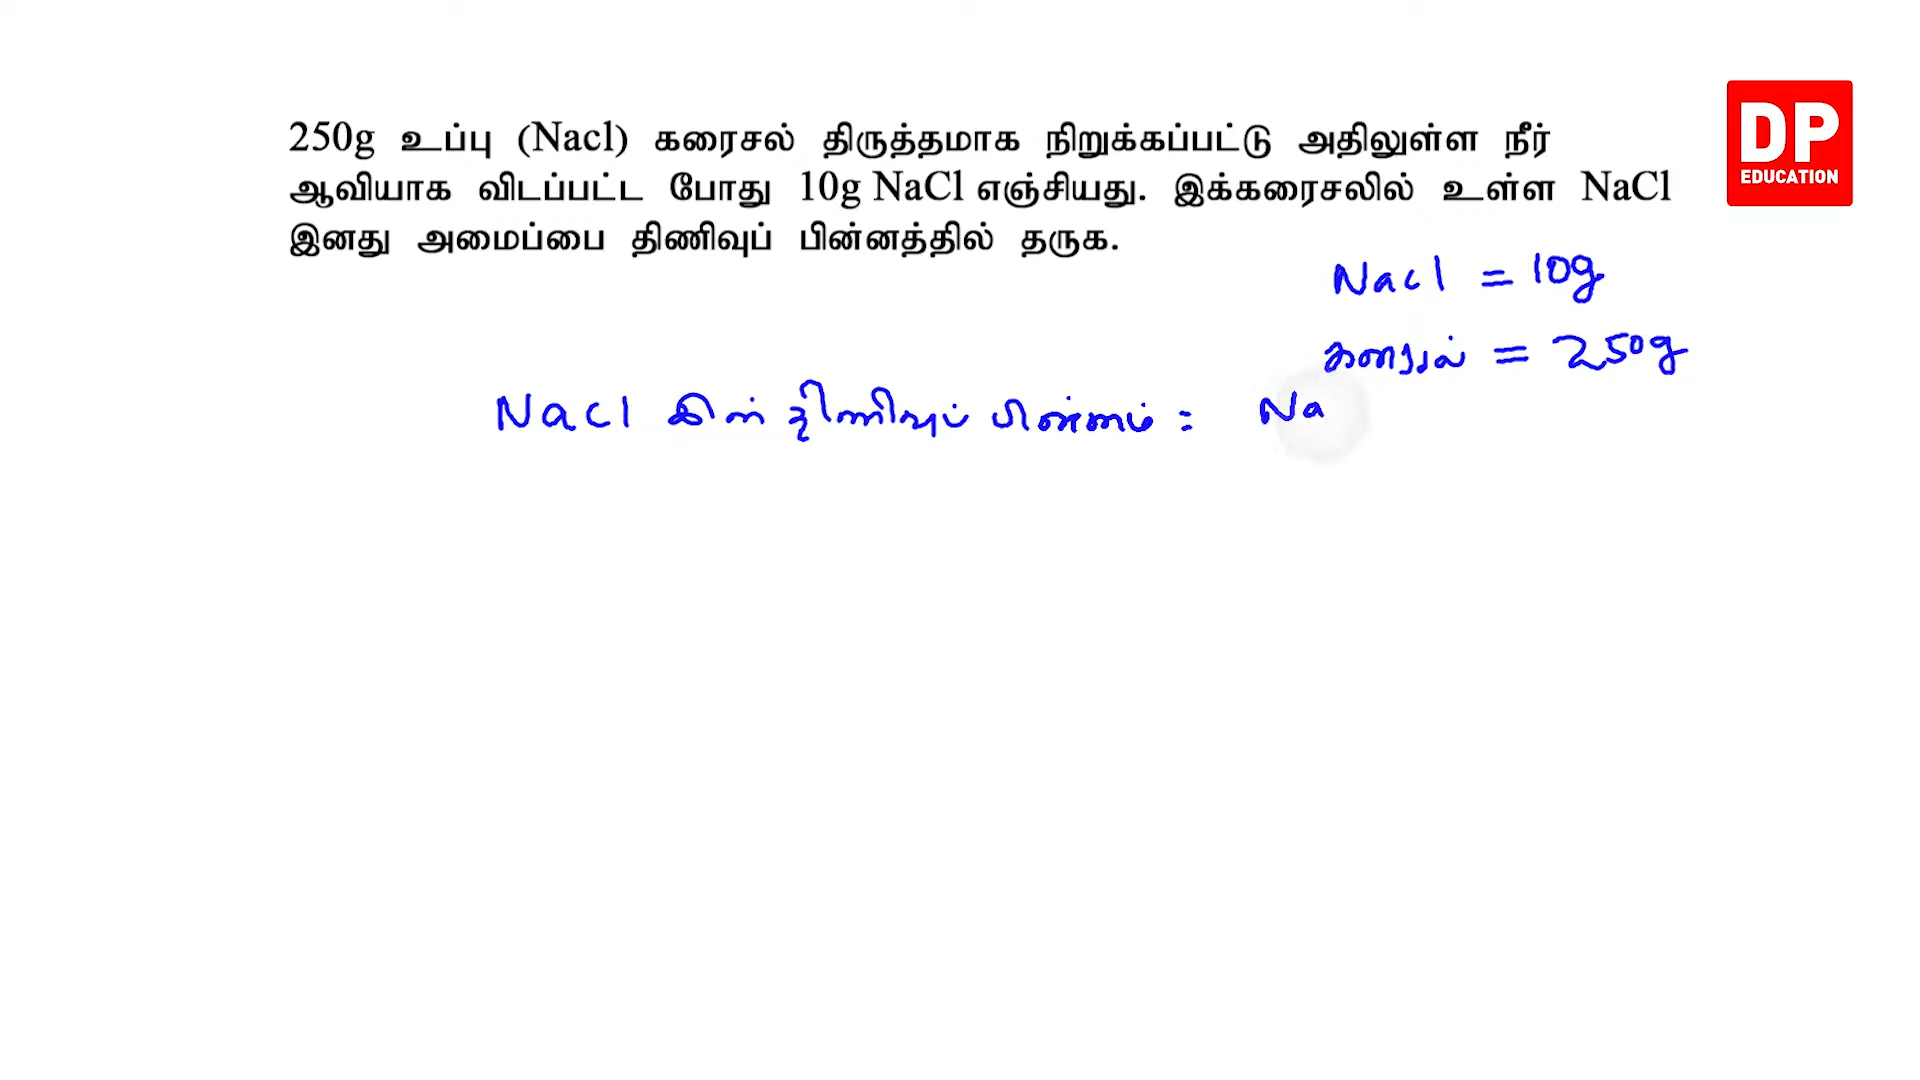 250g உப்பு (Nacl) கரைசல் திருத்தமாக நிறுக்கப்பட்டு அதிலுள்ள நீர்
ஆவியாக விடப்பட்ட போது 10g NaCl எஞ்சியது. இக்கரைசலில் உள்ள NaCl
இனது அமைப்பை திணிவுப் பின்னத்தில் தருக.
DP
EDUCATION
Nacl = 10g
கரைசல் = 250g
NaCl இன் திணிவுப் பின்னம் = Na